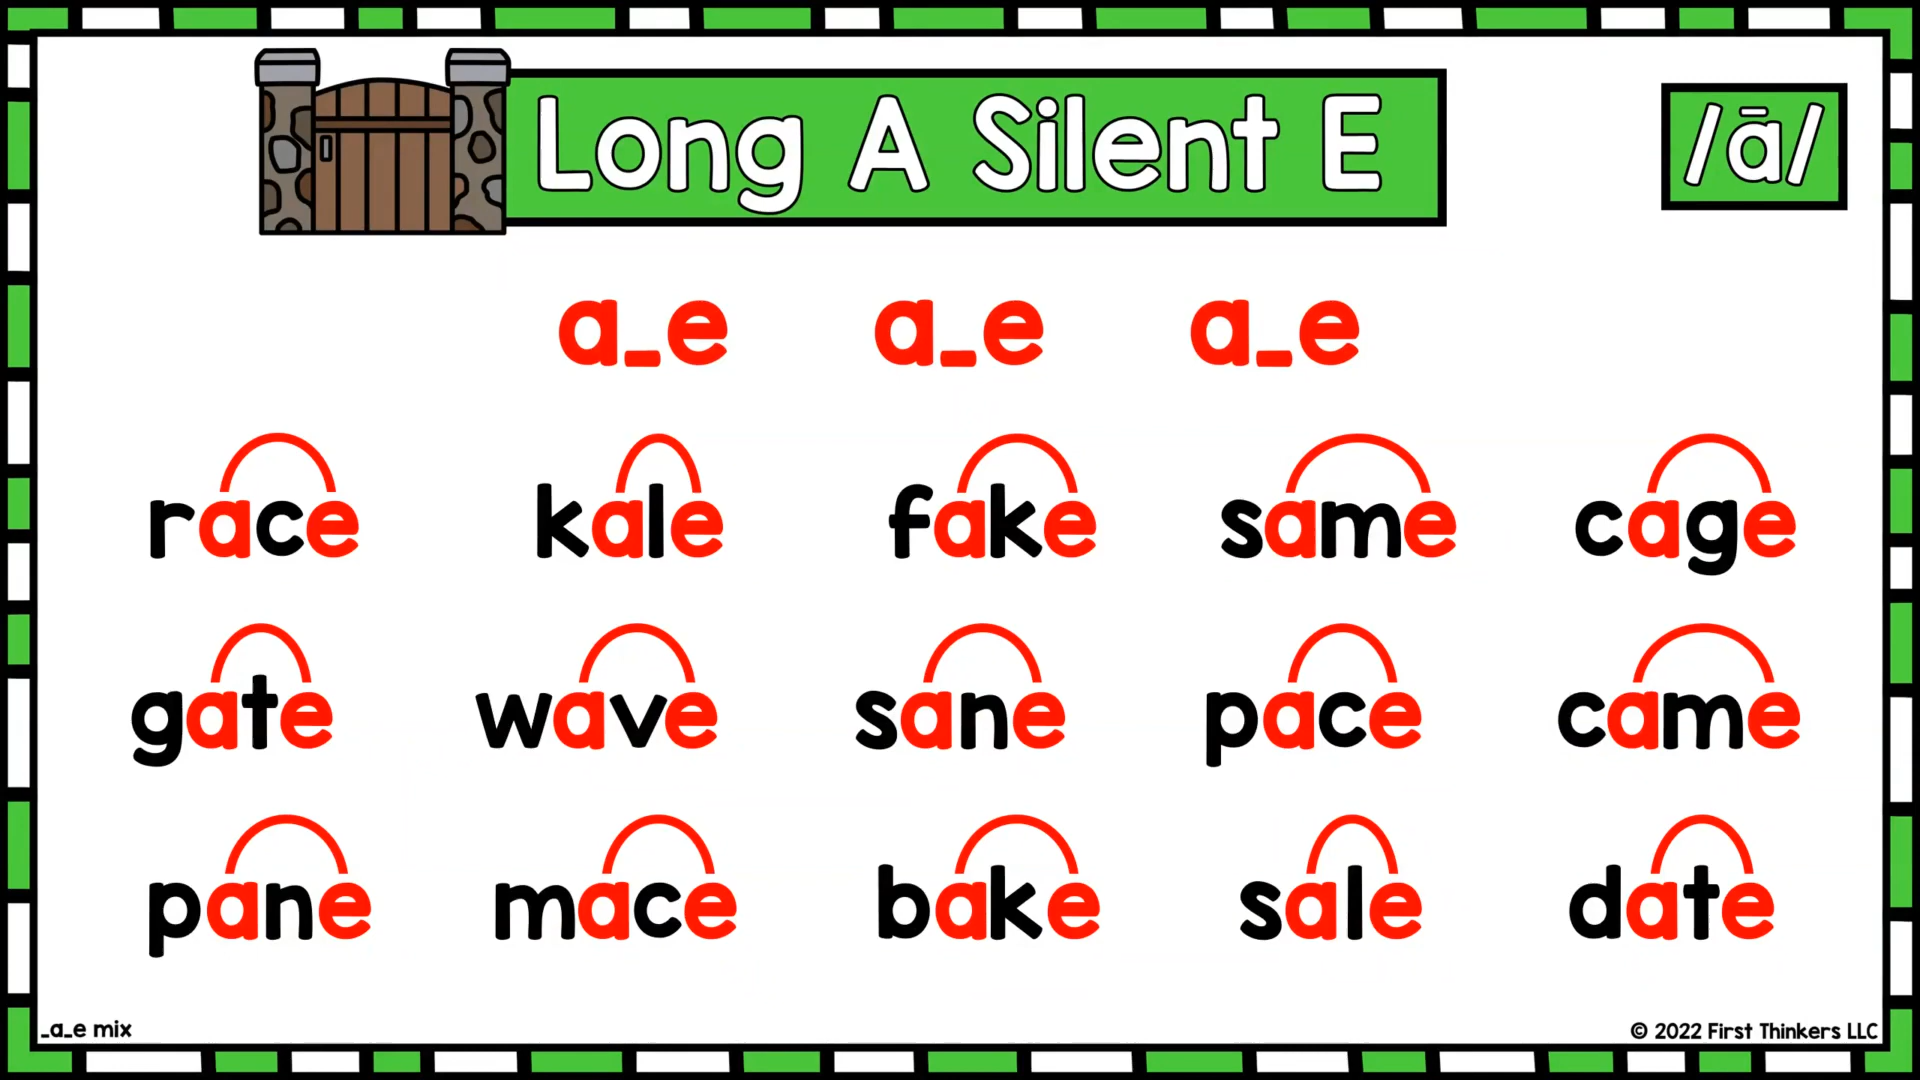 Long A Silent E
/ā/
a_e a_e a_e
race kale fake same cage
gate wave sane pace came
pane mace bake sale date
_a_e mix
© 2022 First Thinkers LLC